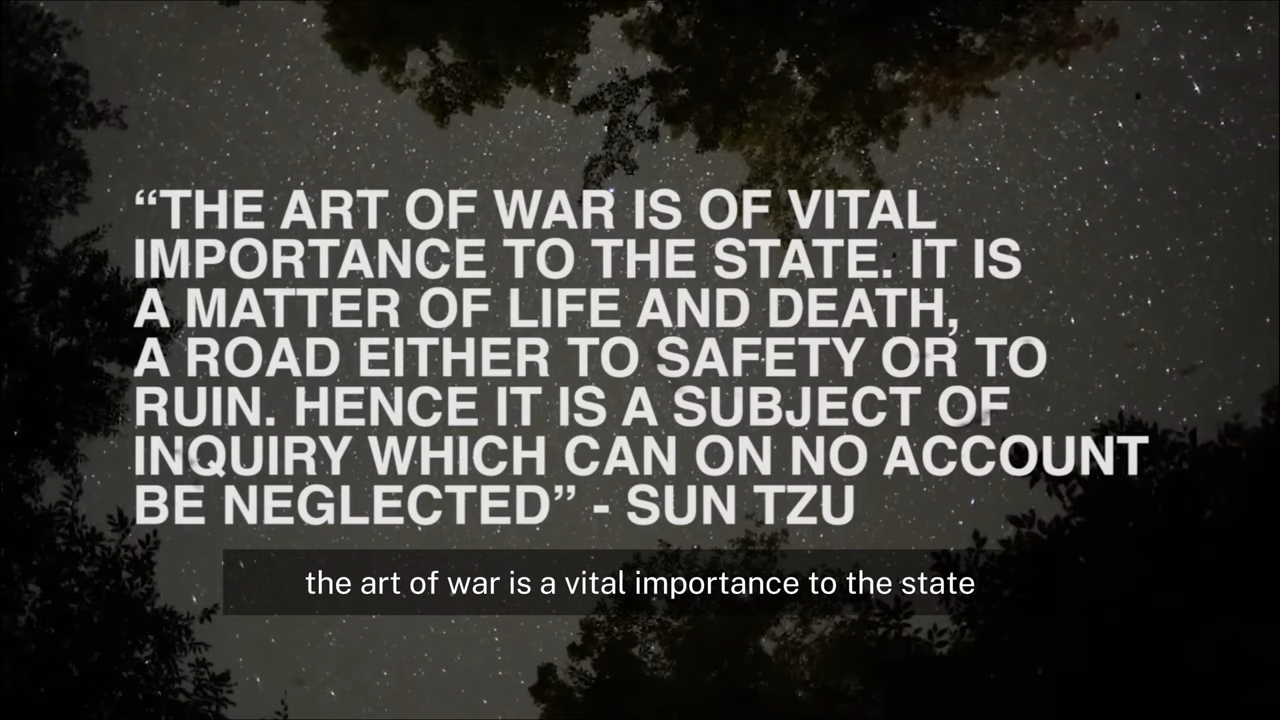 “THE ART OF WAR IS OF VITAL
IMPORTANCE TO THE STATE. IT IS
A MATTER OF LIFE AND DEATH,
A ROAD EITHER TO SAFETY OR TO
RUIN. HENCE IT IS A SUBJECT OF
INQUIRY WHICH CAN ON NO ACCOUNT
BE NEGLECTED” - SUN TZU
the art of war is a vital importance to the state